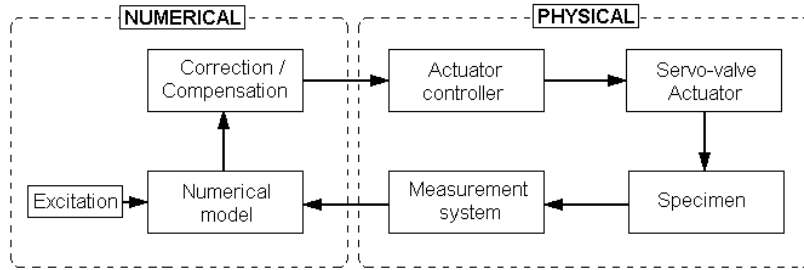 NUMERICAL
PHYSICAL
Correction /
Compensation
Actuator
controller
Servo-valve
Actuator
Excitation
Numerical
model
Measurement
system
Specimen